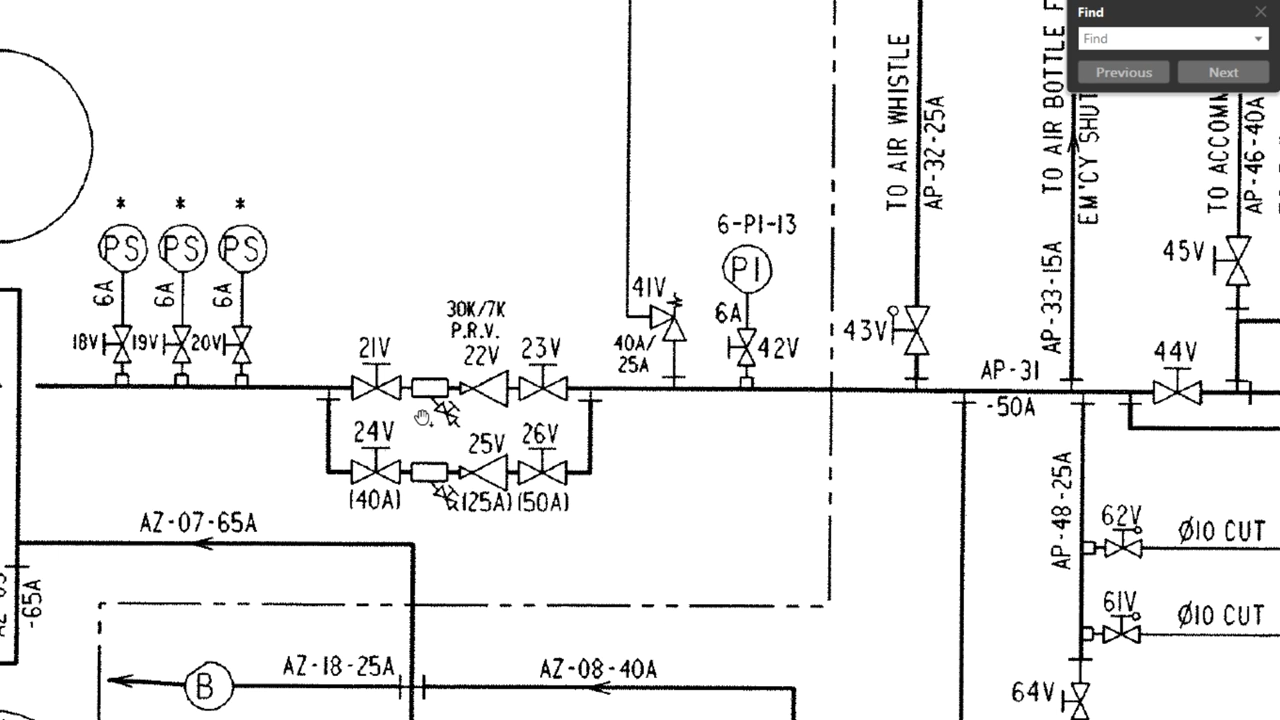 Find
Find
Previous
Next
TO AIR WHISTLE
AP-32-25A
TO AIR BOTTLE F
EM'CY SHUT
TO ACCOMM
AP-46-40A
* * *
PS PS PS
6A 6A 6A
18V 19V 20V
6-PI-13
PI
6A
42V
41V
40A/
25A
43V
45V
AP-33-15A
30K/7K
P.R.V.
21V 22V 23V
44V
AP-31
-50A
24V 25V 26V
(40A) (25A) (50A)
AZ-07-65A
-65A
AP-48-25A
62V
Ø10 CUT
61V
Ø10 CUT
64V
B
AZ-18-25A
AZ-08-40A